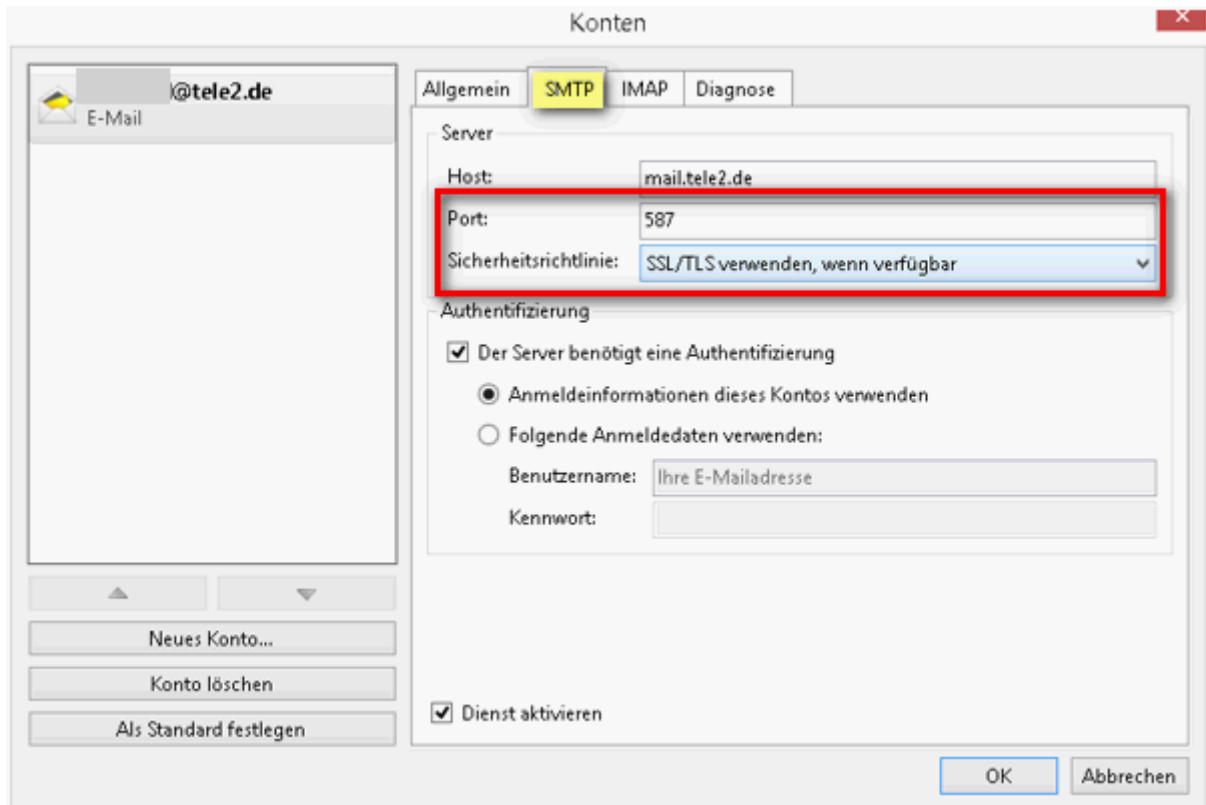 Konten
@tele2.de
E-Mail
Allgemein SMTP IMAP Diagnose
Server
Host: mail.tele2.de
Port: 587
Sicherheitsrichtlinie: SSL/TLS verwenden, wenn verfügbar
Authentifizierung
Der Server benötigt eine Authentifizierung
Anmeldeinformationen dieses Kontos verwenden
Folgende Anmeldedaten verwenden:
Benutzername: Ihre E-Mailadresse
Kennwort:
Neues Konto...
Konto löschen
Als Standard festlegen
Dienst aktivieren
OK Abbrechen